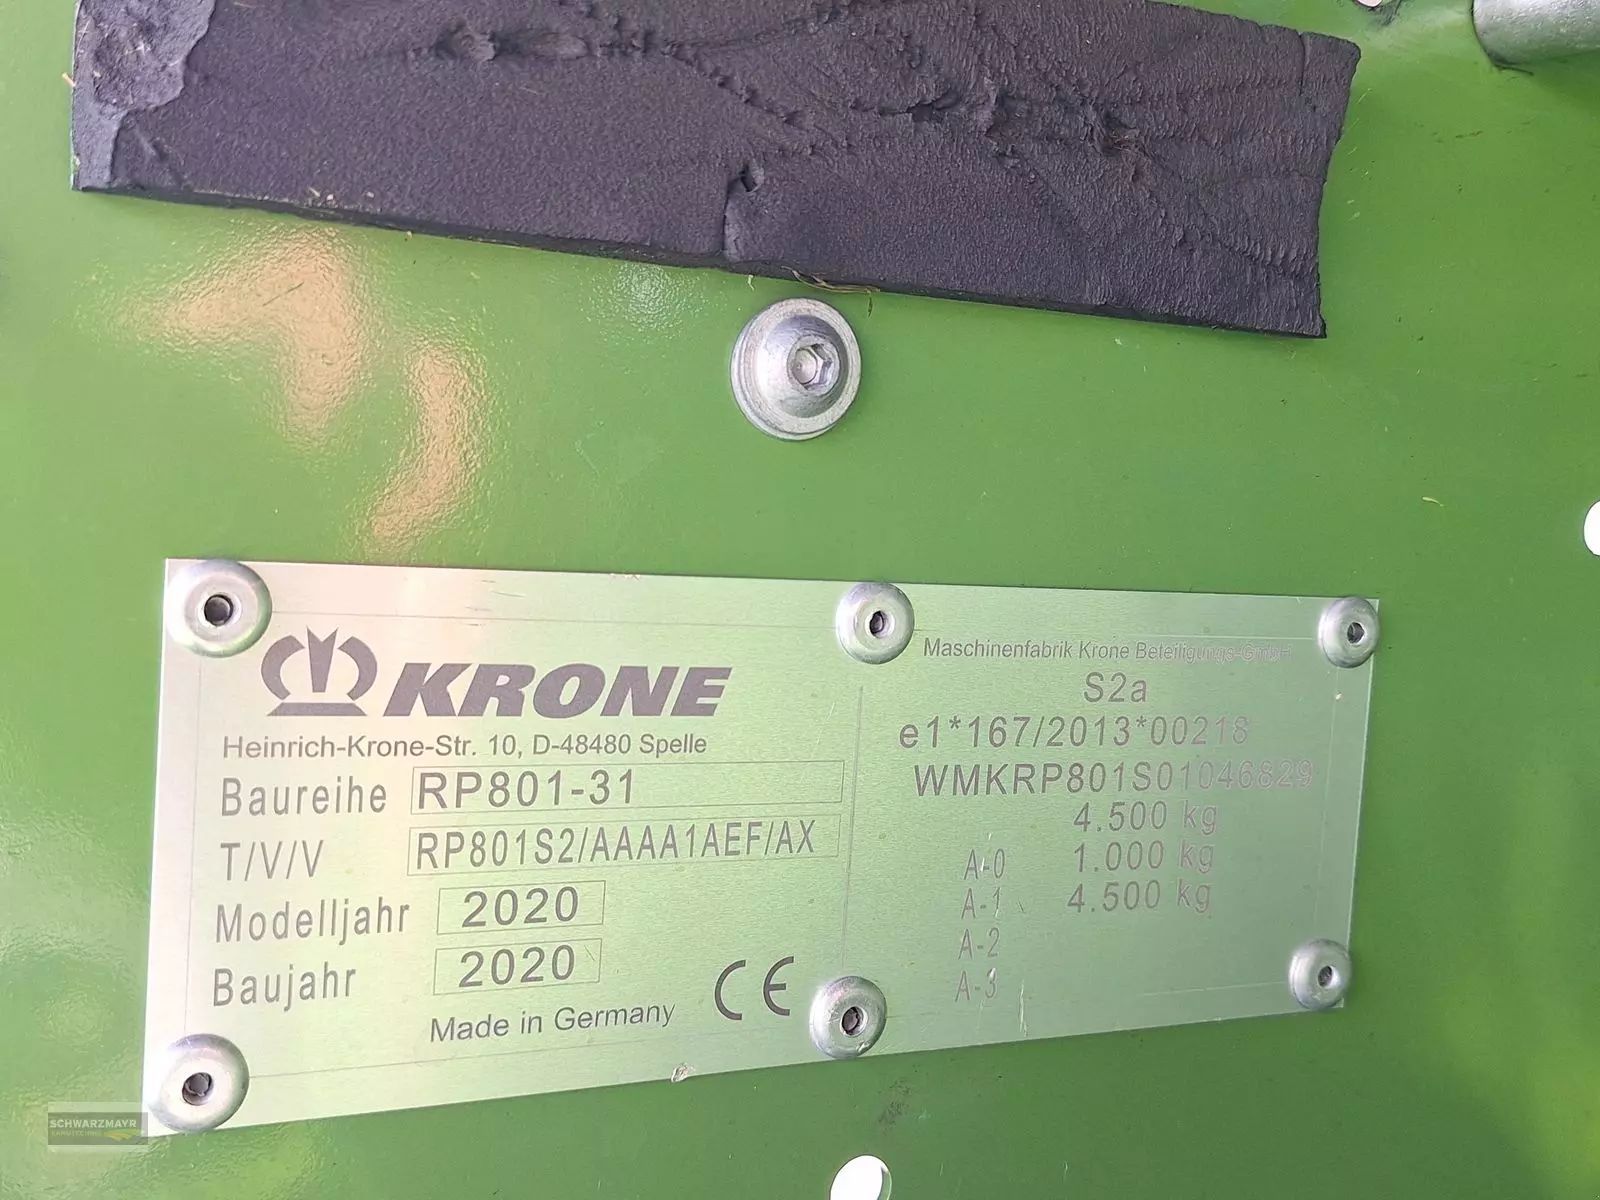 KRONE
Heinrich-Krone-Str. 10, D-48480 Spelle
Baureihe RP801-31
T/V/V RP801S2/AAAA1AEF/AX
Modelljahr 2020
Baujahr 2020
Made in Germany CE
Maschinenfabrik Krone Beteiligungs-GmbH
S2a
e1*167/2013*00218
WMKRP801S01046829
4.500 kg
A-0 1.000 kg
A-1 4.500 kg
A-2
A-3
SCHWARZMAYR
LANDTECHNIK